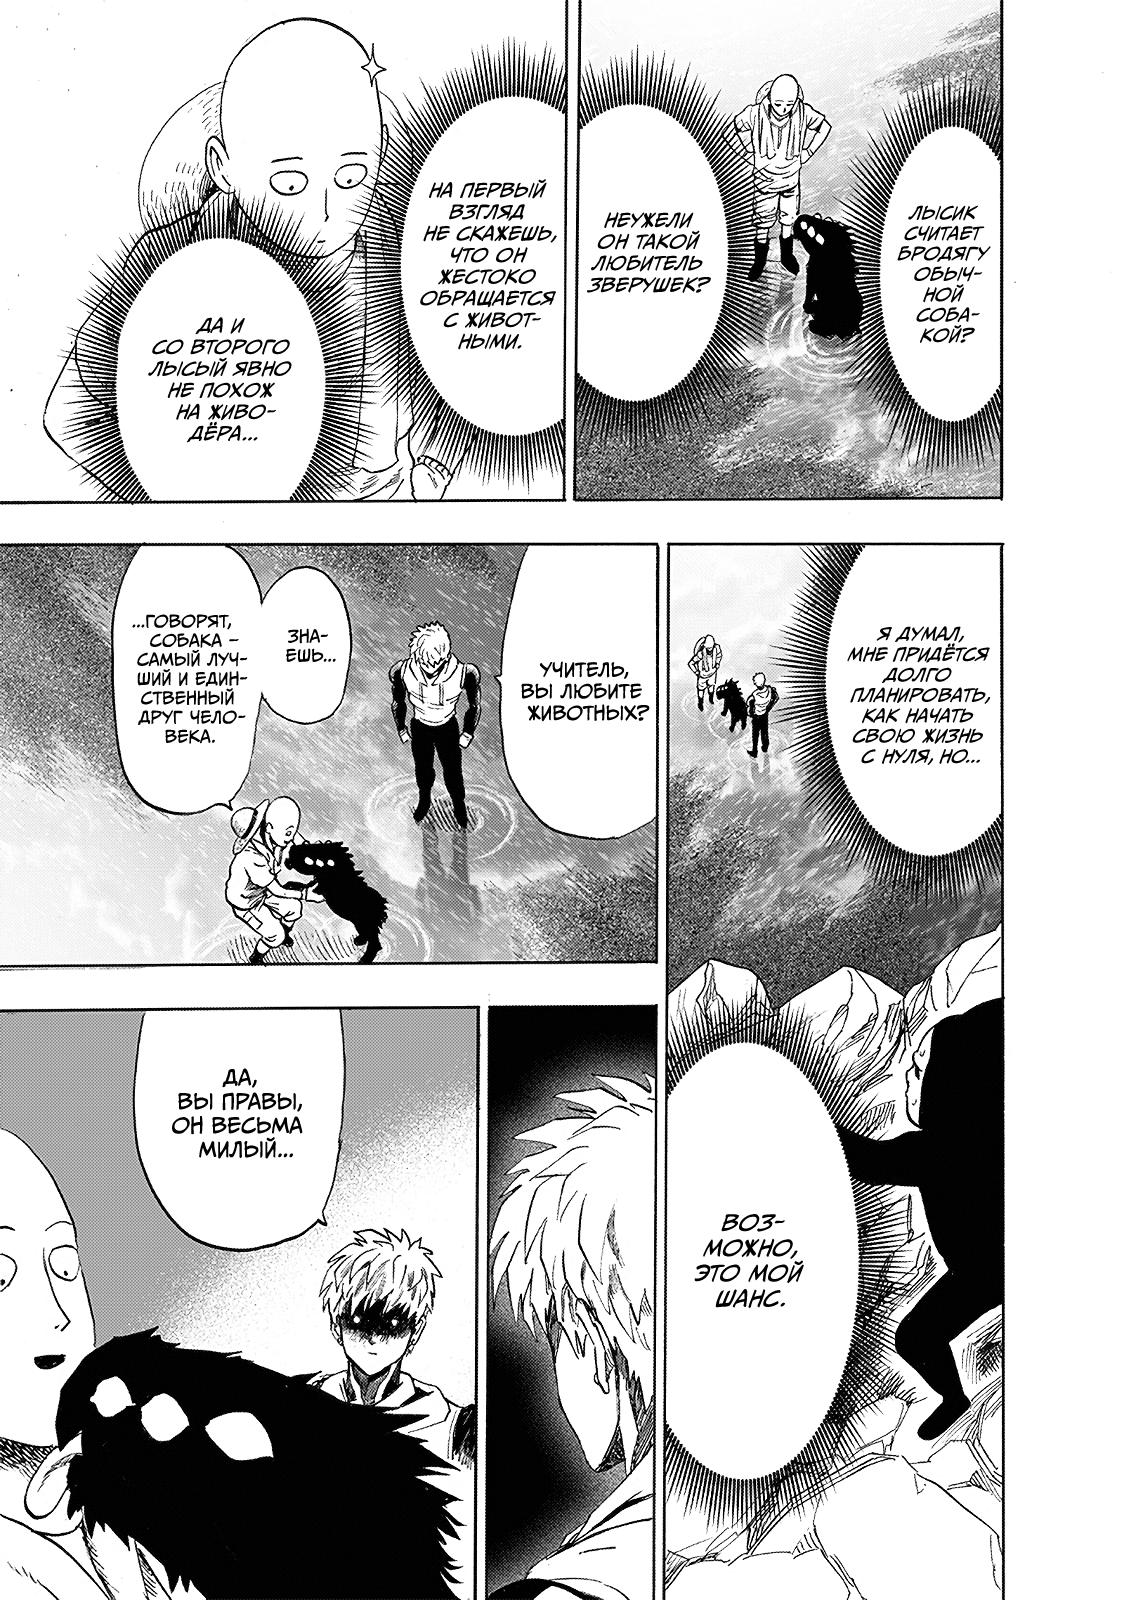 ЛЫСИК
СЧИТАЕТ
БРОДЯГУ
ОБЫЧ-
НОЙ
СОБА-
КОЙ?
НЕУЖЕЛИ
ОН ТАКОЙ
ЛЮБИТЕЛЬ
ЗВЕРУШЕК?
НА ПЕРВЫЙ
ВЗГЛЯД
НЕ СКАЖЕШЬ,
ЧТО ОН
ЖЕСТОКО
ОБРАЩАЕТСЯ
С ЖИВОТ-
НЫМИ.
ДА И
СО ВТОРОГО
ЛЫСЫЙ ЯВНО
НЕ ПОХОЖ
НА ЖИВО-
ДЁРА...
Я ДУМАЛ,
МНЕ ПРИДЁТСЯ
ДОЛГО
ПЛАНИРОВАТЬ,
КАК НАЧАТЬ
СВОЮ ЖИЗНЬ
С НУЛЯ, НО...
ВОЗ-
МОЖНО,
ЭТО МОЙ
ШАНС.
УЧИТЕЛЬ,
ВЫ ЛЮБИТЕ
ЖИВОТНЫХ?
ЗНА-
ЕШЬ...
...ГОВОРЯТ,
СОБАКА –
САМЫЙ ЛУЧ-
ШИЙ И ЕДИН-
СТВЕННЫЙ
ДРУГ ЧЕЛО-
ВЕКА.
ДА,
ВЫ ПРАВЫ,
ОН ВЕСЬМА
МИЛЫЙ...